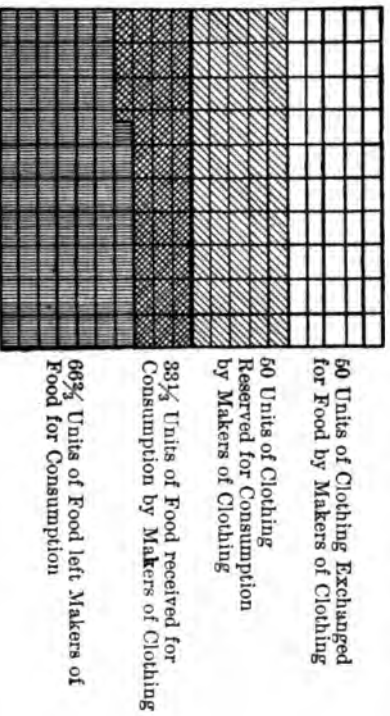 50 Units of Clothing Exchanged
for Food by Makers of Clothing
50 Units of Clothing
Reserved for Consumption
by Makers of Clothing
33⅓ Units of Food received for
Consumption by Makers of Clothing
66⅔ Units of Food left Makers of
Food for Consumption